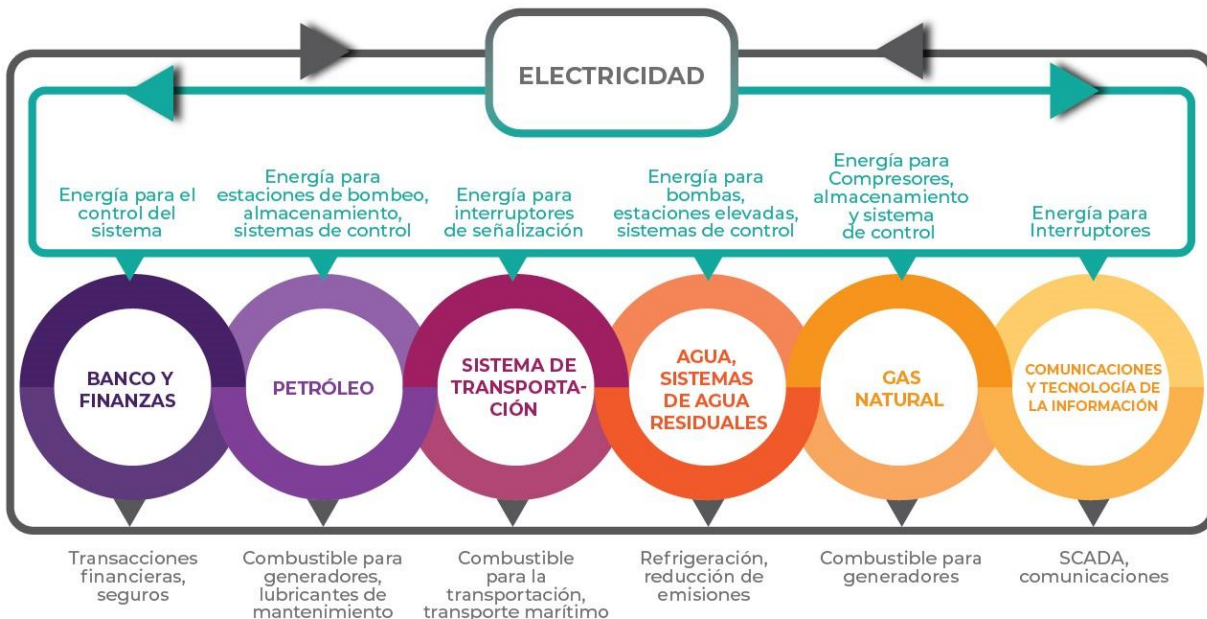 ELECTRICIDAD
Energía para el
control del
sistema
Energía para
estaciones de bombeo,
almacenamiento,
sistemas de control
Energía para
interruptores
de señalización
Energía para
bombas,
estaciones elevadas,
sistemas de control
Energía para
Compresores,
almacenamiento
y sistema
de control
Energía para
Interruptores
BANCO Y
FINANZAS
PETRÓLEO
SISTEMA DE
TRANSPORTA-
CIÓN
AGUA,
SISTEMAS
DE AGUA
RESIDUALES
GAS
NATURAL
COMUNICACIONES
Y TECNOLOGÍA DE
LA INFORMACIÓN
Transacciones
financieras,
seguros
Combustible para
generadores,
lubricantes de
mantenimiento
Combustible
para la
transportación,
transporte marítimo
Refrigeración,
reducción de
emisiones
Combustible para
generadores
SCADA,
comunicaciones